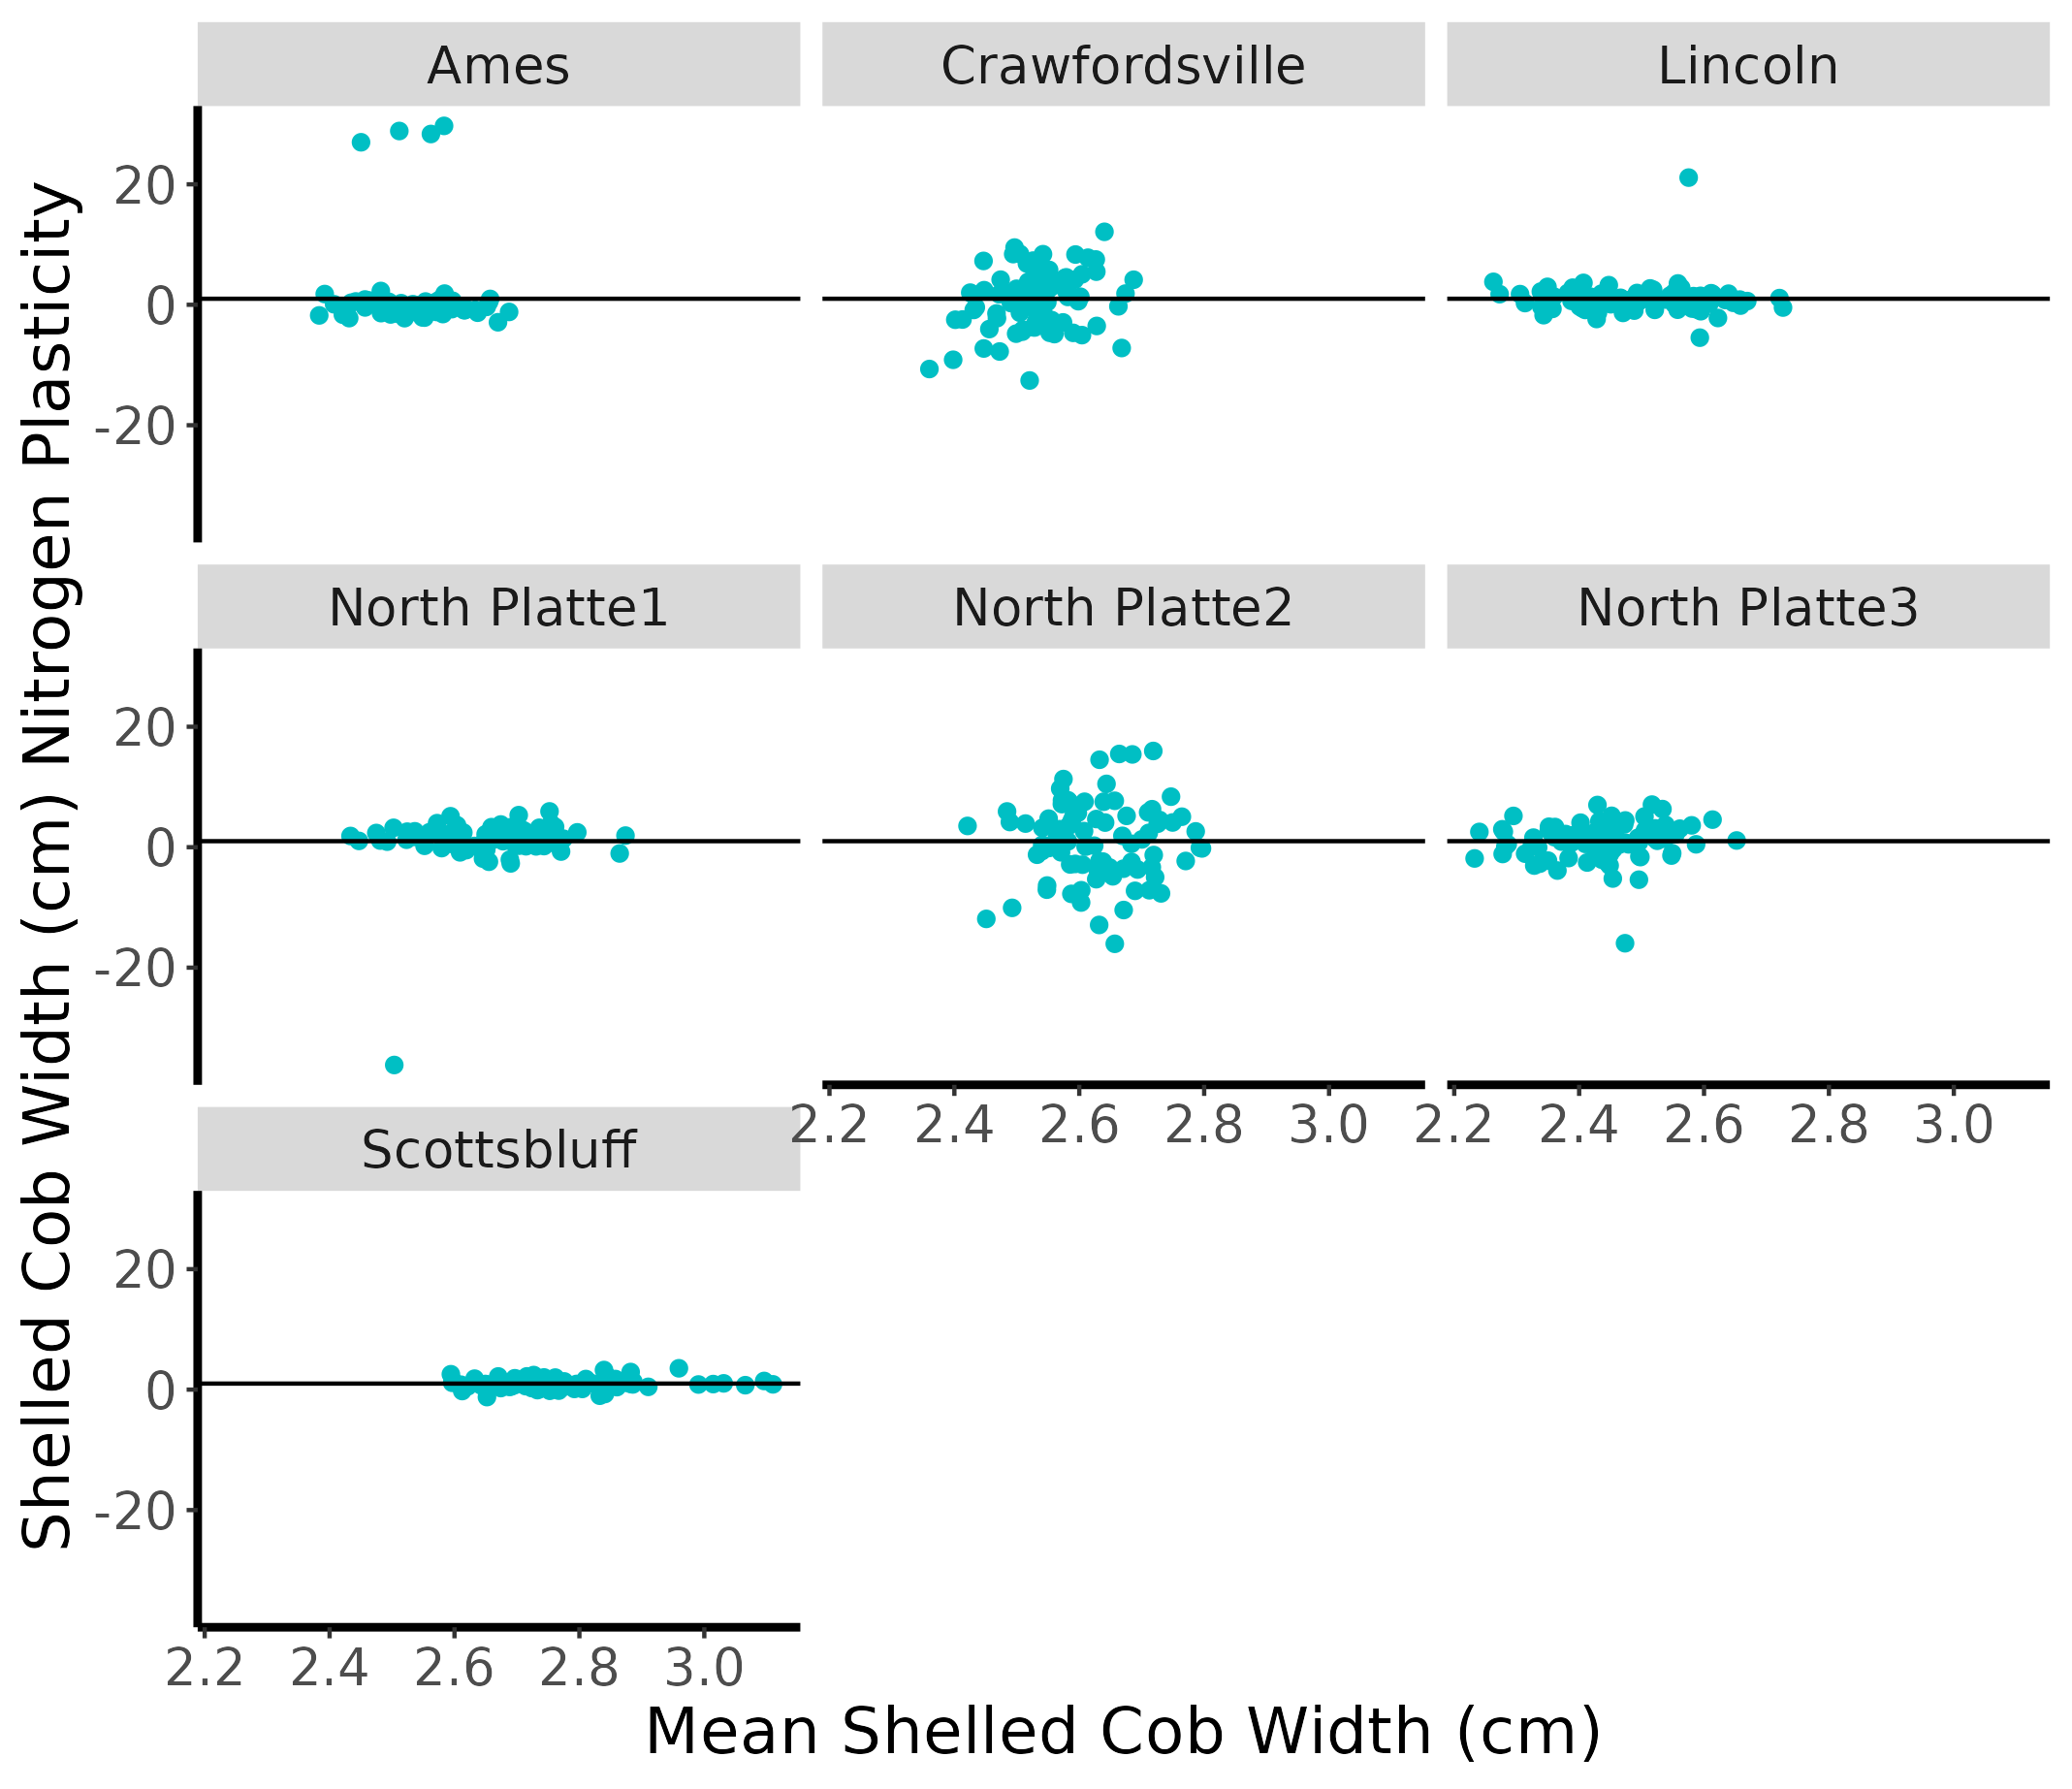 Ames
Crawfordsville
Lincoln
20
0
-20
North Platte1
North Platte2
North Platte3
20
0
-20
2.2 2.4 2.6 2.8 3.0
2.2 2.4 2.6 2.8 3.0
Scottsbluff
20
0
-20
2.2 2.4 2.6 2.8 3.0
Mean Shelled Cob Width (cm)
Shelled Cob Width (cm) Nitrogen Plasticity